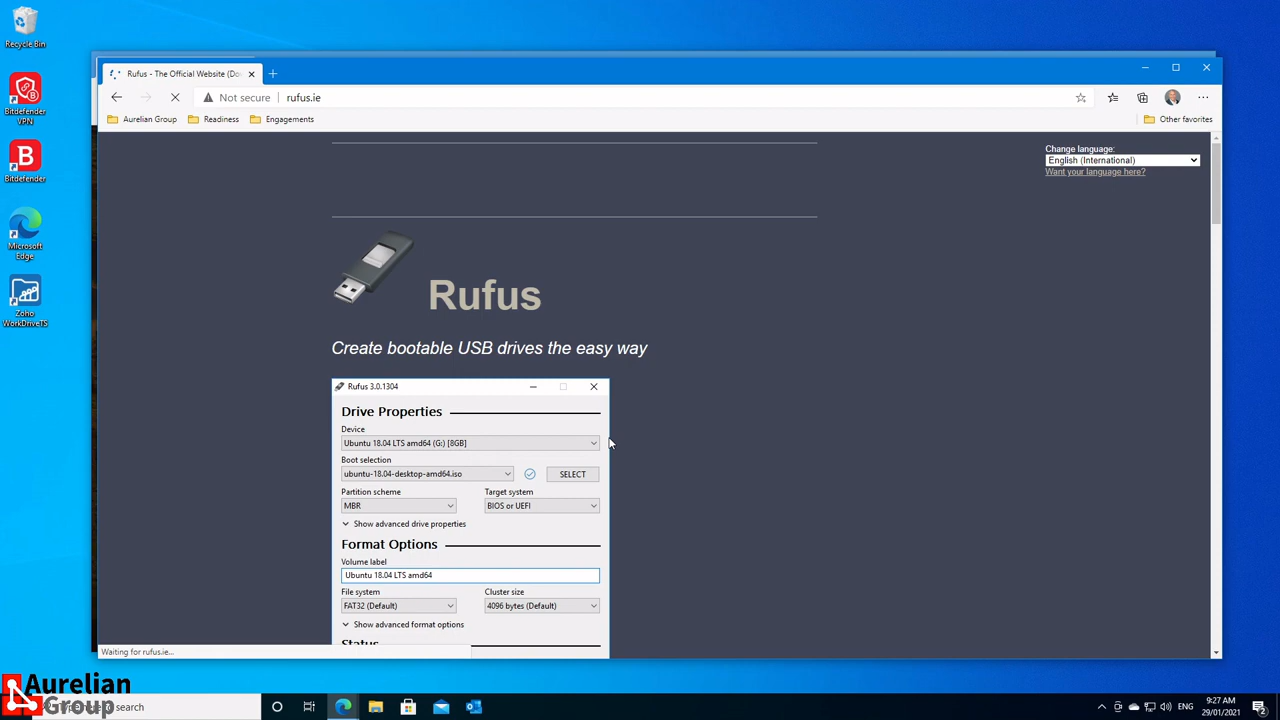 Recycle Bin
Bitdefender
VPN
Bitdefender
Microsoft
Edge
Zoho
WorkDriveTS
Rufus - The Official Website (Do
Not secure
rufus.ie
Aurelian Group
Readiness
Engagements
Other favorites
Change language:
English (International)
Want your language here?
Rufus
Create bootable USB drives the easy way
Rufus 3.0.1304
Drive Properties
Device
Ubuntu 18.04 LTS amd64 (G:) [8GB]
Boot selection
ubuntu-18.04-desktop-amd64.iso
SELECT
Partition scheme
Target system
MBR
BIOS or UEFI
Show advanced drive properties
Format Options
Volume label
Ubuntu 18.04 LTS amd64
File system
Cluster size
FAT32 (Default)
4096 bytes (Default)
Show advanced format options
Status
Waiting for rufus.ie...
Aurelian
Group
to search
ENG
9:27 AM
29/01/2021
2